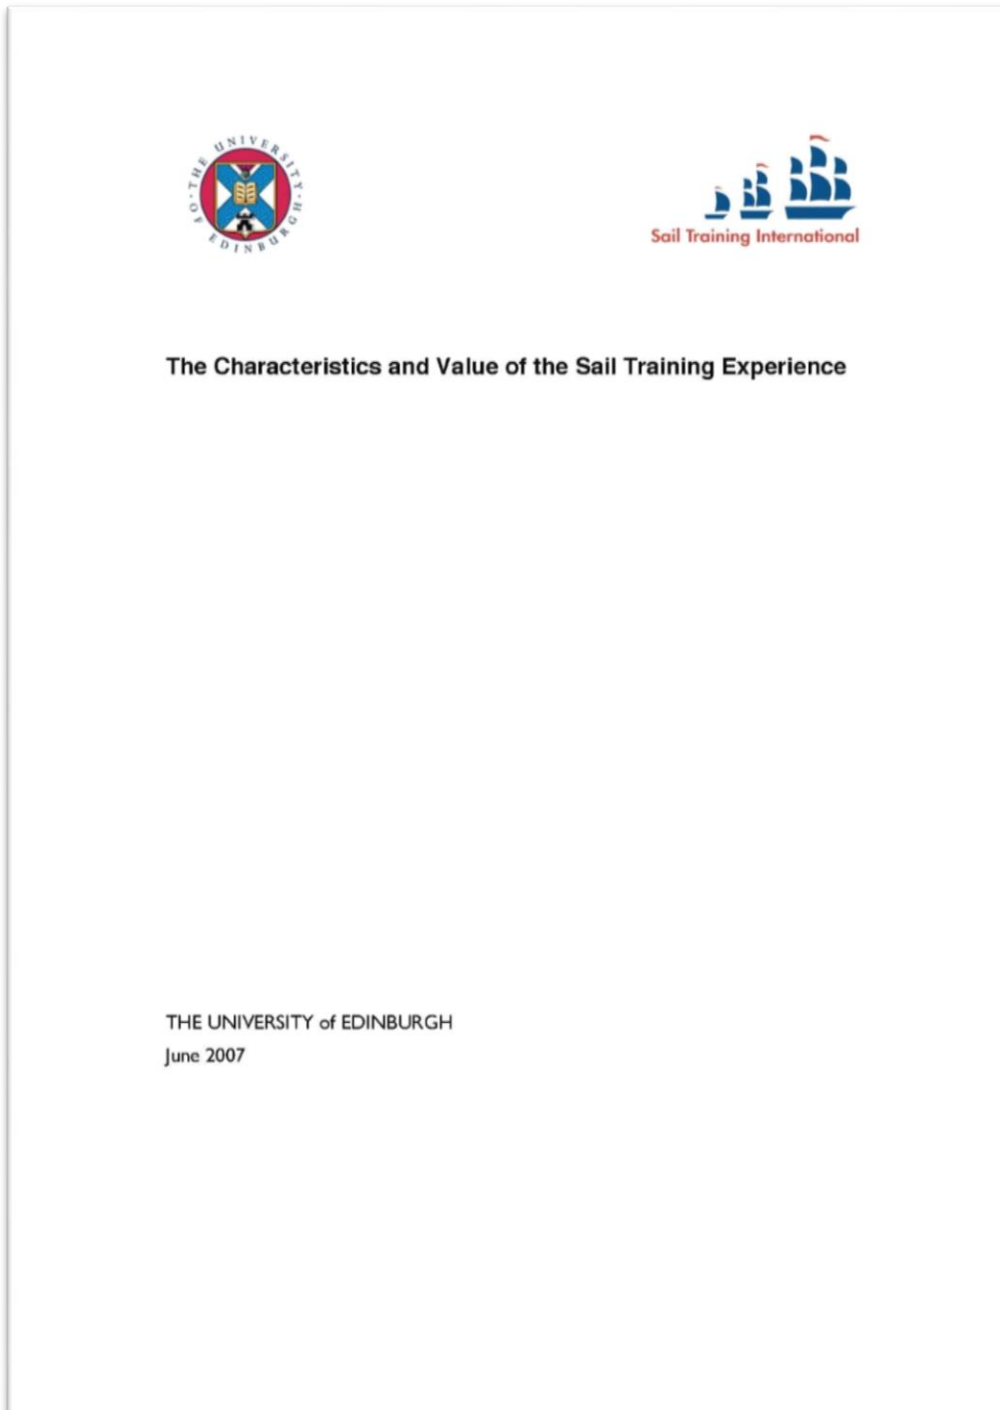 THE UNIVERSITY OF EDINBURGH
Sail Training International
The Characteristics and Value of the Sail Training Experience
THE UNIVERSITY of EDINBURGH
June 2007